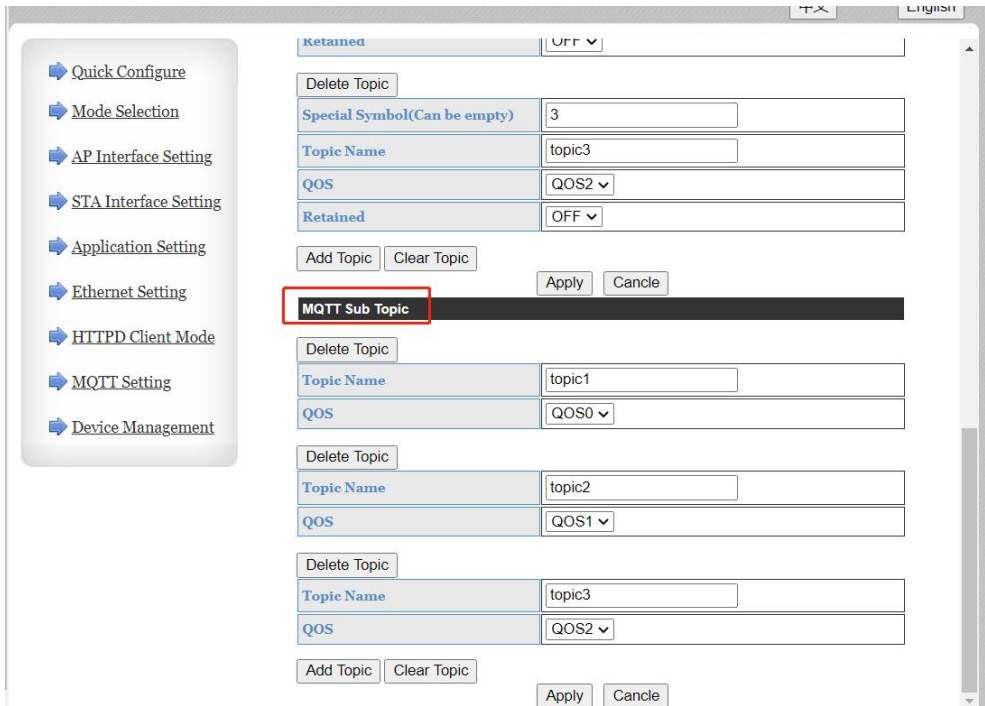 中文 English
Quick Configure
Mode Selection
AP Interface Setting
STA Interface Setting
Application Setting
Ethernet Setting
HTTPD Client Mode
MQTT Setting
Device Management
Retained OFF
Delete Topic
Special Symbol(Can be empty) 3
Topic Name topic3
QOS QOS2
Retained OFF
Add Topic Clear Topic
Apply Cancle
MQTT Sub Topic
Delete Topic
Topic Name topic1
QOS QOS0
Delete Topic
Topic Name topic2
QOS QOS1
Delete Topic
Topic Name topic3
QOS QOS2
Add Topic Clear Topic
Apply Cancle